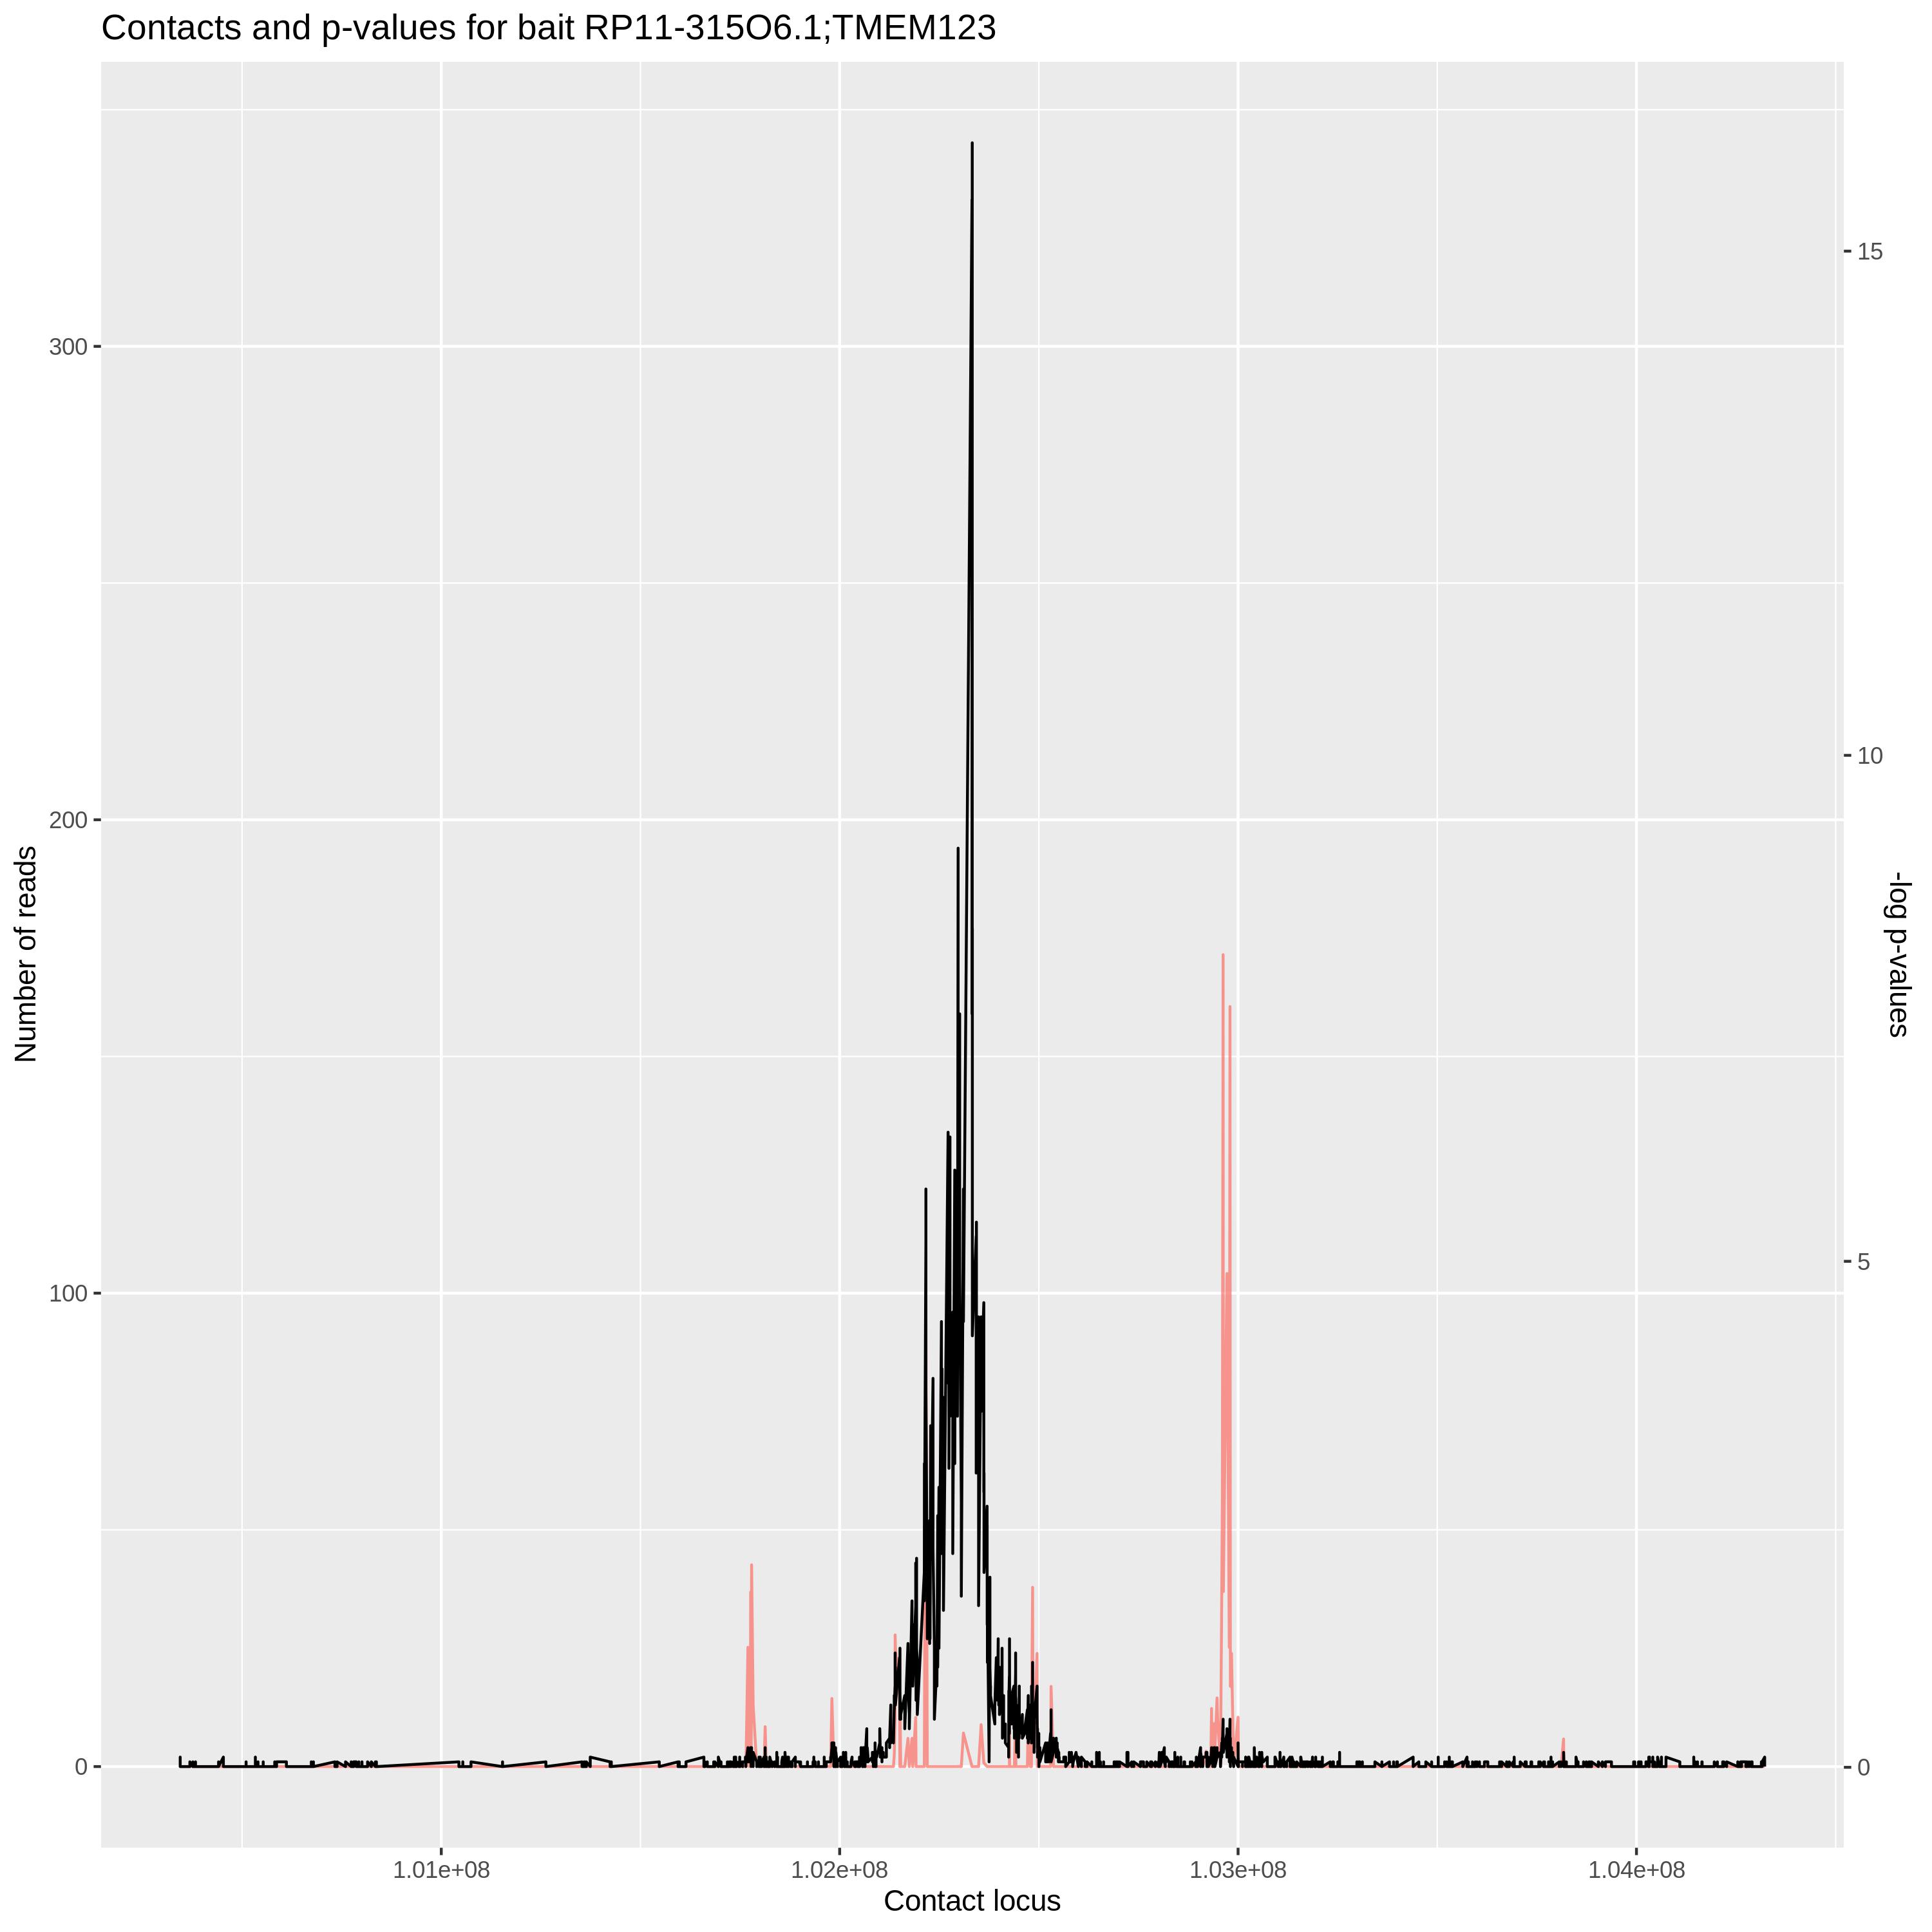 Contacts and p-values for bait RP11-315O6.1;TMEM123
300
200
100
0
Number of reads
15
10
5
0
-log p-values
1.01e+08 1.02e+08 1.03e+08 1.04e+08
Contact locus